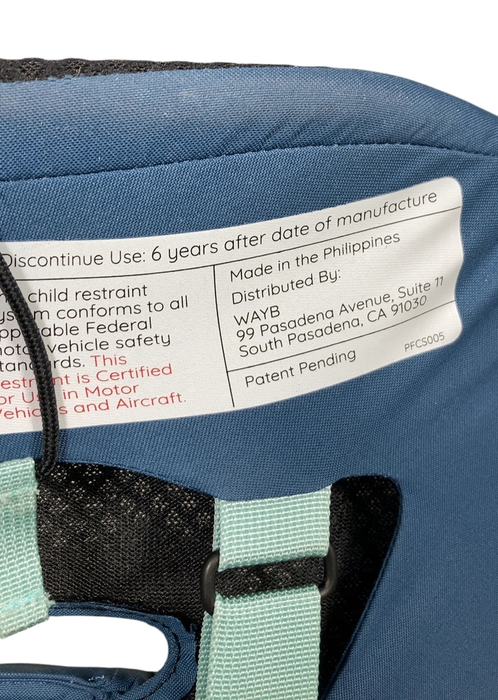 Discontinue Use: 6 years after date of manufacture
child restraint
conforms to all
Federal
vehicle safety
This
is Certified
in Motor
and Aircraft.
Made in the Philippines
Distributed By:
WAYB
99 Pasadena Avenue, Suite 11
South Pasadena, CA 91030
Patent Pending
PFCS005